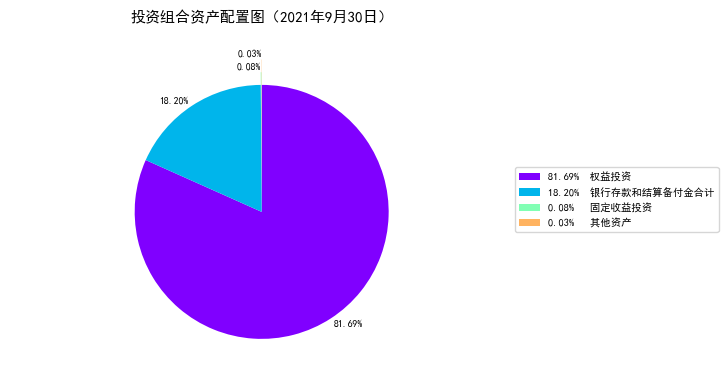 投资组合资产配置图（2021年9月30日）
0.03%
0.08%
18.20%
81.69%
81.69% 权益投资
18.20% 银行存款和结算备付金合计
0.08% 固定收益投资
0.03% 其他资产